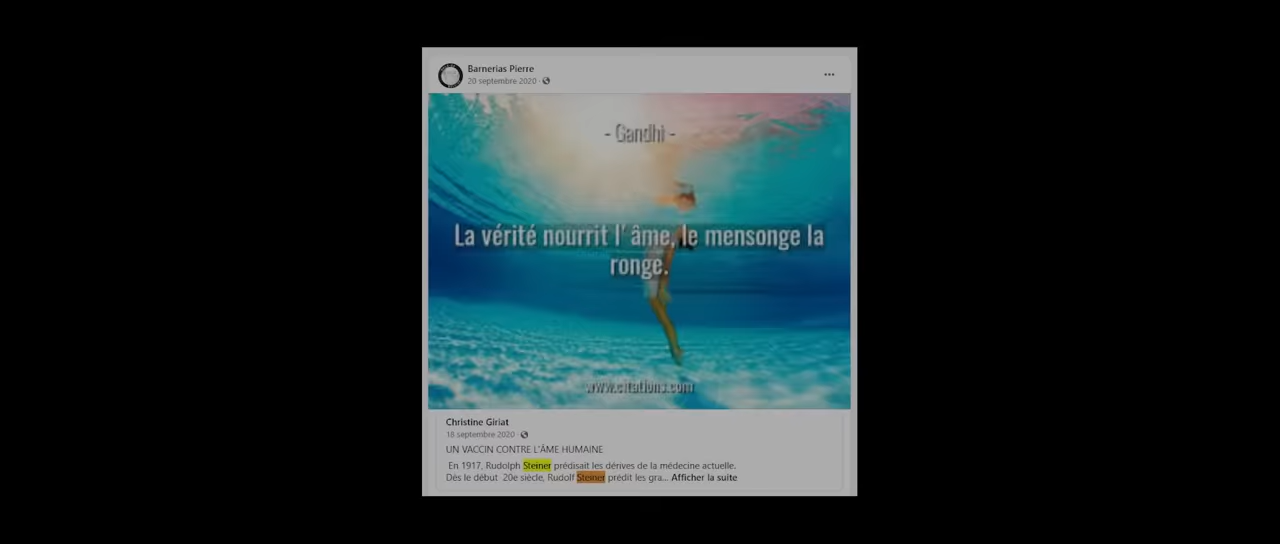 Barnerias Pierre
20 septembre 2020 ·
- Gandhi -
La vérité nourrit l' âme, le mensonge la
ronge.
www.citations.com
Christine Giriat
18 septembre 2020 ·
UN VACCIN CONTRE L'ÂME HUMAINE
En 1917, Rudolph Steiner prédisait les dérives de la médecine actuelle.
Dès le début 20e siècle, Rudolf Steiner prédit les gra... Afficher la suite